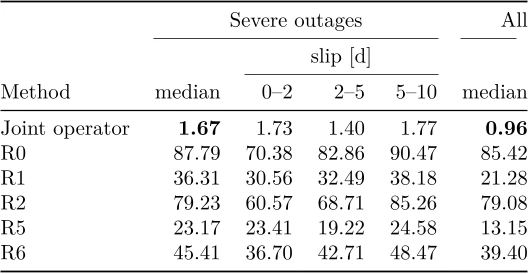 Severe outages All
slip [d]
Method median 0–2 2–5 5–10 median
Joint operator 1.67 1.73 1.40 1.77 0.96
R0 87.79 70.38 82.86 90.47 85.42
R1 36.31 30.56 32.49 38.18 21.28
R2 79.23 60.57 68.71 85.26 79.08
R5 23.17 23.41 19.22 24.58 13.15
R6 45.41 36.70 42.71 48.47 39.40